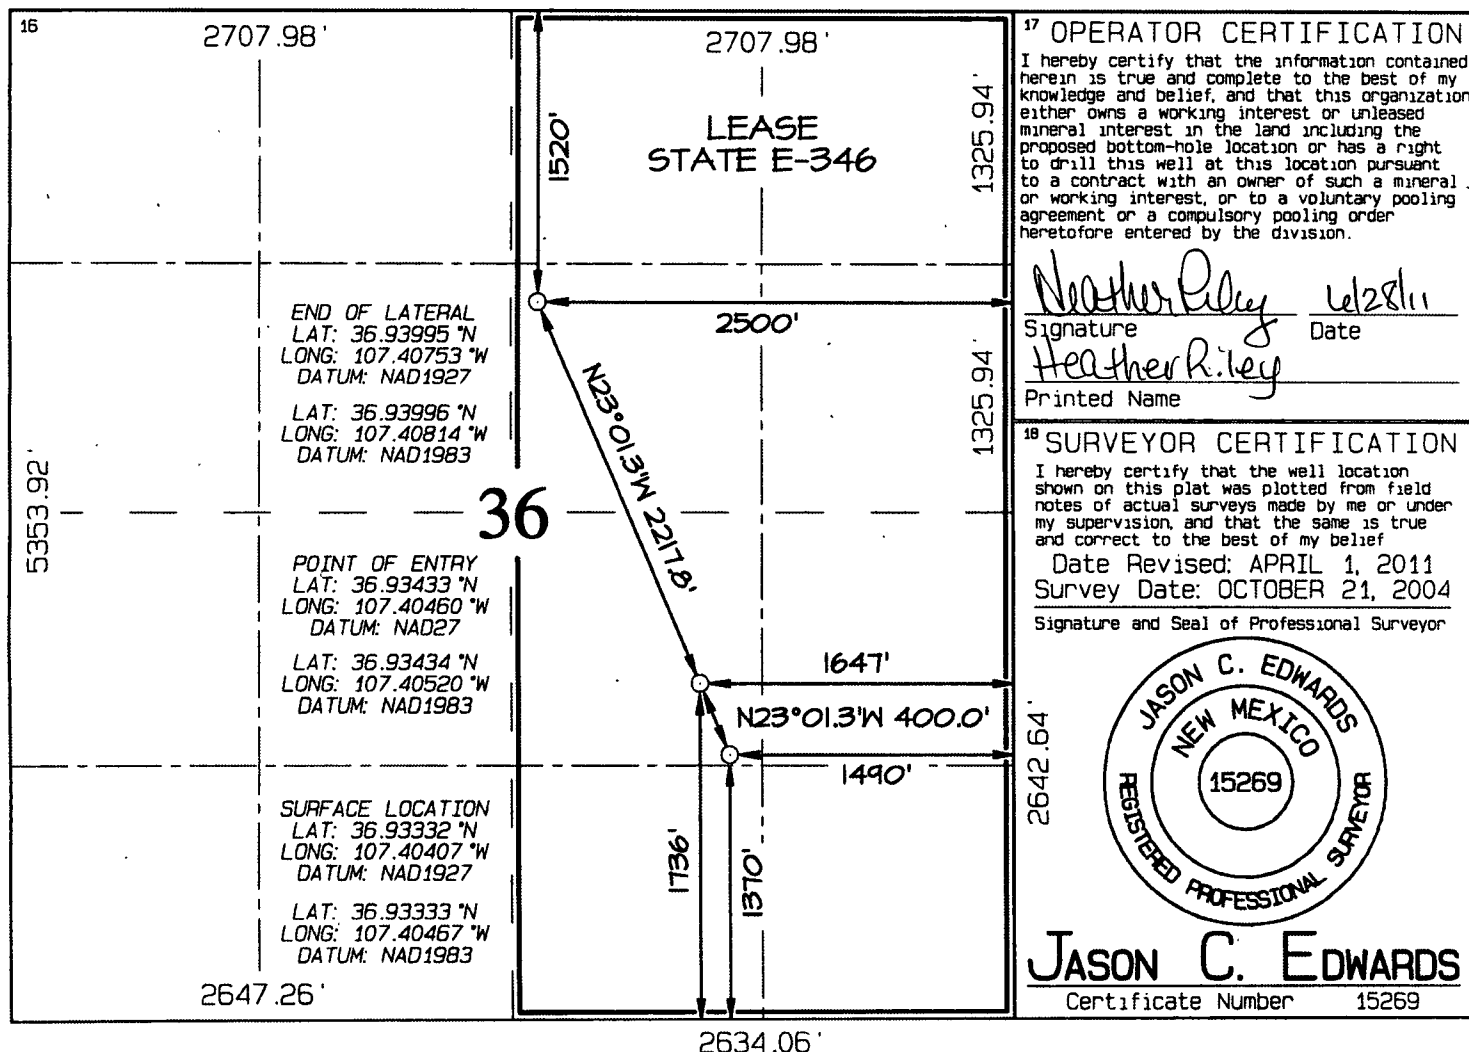 16
2707.98'
2707.98'
1520'
LEASE
STATE E-346
1325.94'
2500'
1325.94'
END OF LATERAL
LAT: 36.93995 °N
LONG: 107.40753 °W
DATUM: NAD1927
LAT: 36.93996 °N
LONG: 107.40814 °W
DATUM: NAD1983
N23°01.3'W 2217.8'
5353.92'
36
POINT OF ENTRY
LAT: 36.93433 °N
LONG: 107.40460 °W
DATUM: NAD27
LAT: 36.93434 °N
LONG: 107.40520 °W
DATUM: NAD1983
1647'
N23°01.3'W 400.0'
1490'
2642.64'
SURFACE LOCATION
LAT: 36.93332 °N
LONG: 107.40407 °W
DATUM: NAD1927
LAT: 36.93333 °N
LONG: 107.40467 °W
DATUM: NAD1983
1739'
1370'
2647.26'
2634.06'
17 OPERATOR CERTIFICATION
I hereby certify that the information contained
herein is true and complete to the best of my
knowledge and belief, and that this organization
either owns a working interest or unleased
mineral interest in the land including the
proposed bottom-hole location or has a right
to drill this well at this location pursuant
to a contract with an owner of such a mineral
or working interest, or to a voluntary pooling
agreement or a compulsory pooling order
heretofore entered by the division.
Heather Riley 6/28/11
Signature Date
Heather Riley
Printed Name
18 SURVEYOR CERTIFICATION
I hereby certify that the well location
shown on this plat was plotted from field
notes of actual surveys made by me or under
my supervision, and that the same is true
and correct to the best of my belief
Date Revised: APRIL 1, 2011
Survey Date: OCTOBER 21, 2004
Signature and Seal of Professional Surveyor
JASON C. EDWARDS
NEW MEXICO
15269
REGISTERED PROFESSIONAL SURVEYOR
JASON C. EDWARDS
Certificate Number 15269